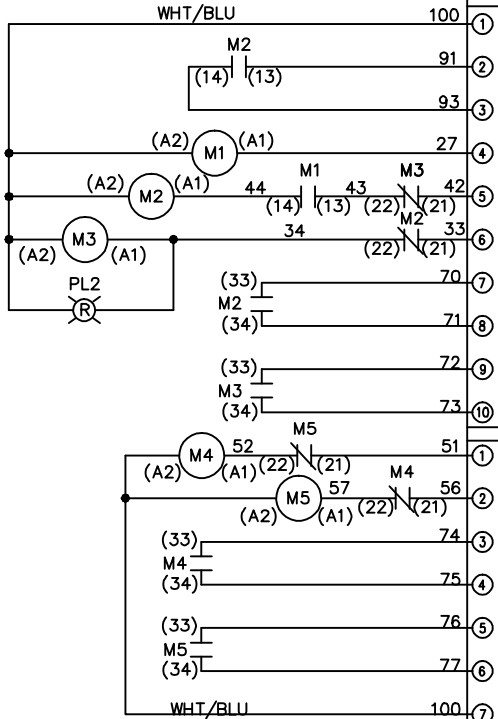 WHT/BLU 100 1
M2 91 2
(14) (13)
93 3
(A2) M1 (A1) 27 4
(A2) M2 (A1) 44 M1 43 M3 42 5
(14) (13) (22) (21)
M3 34 M2 33 6
(A2) (A1) (22) (21)
PL2
R
(33) 70 7
M2
(34) 71 8
(33) 72 9
M3
(34) 73 10
M5
M4 52 51 1
(A2) (A1) (22) (21)
M5 57 M4 56 2
(A2) (A1) (22) (21)
(33) 74 3
M4
(34) 75 4
(33) 76 5
M5
(34) 77 6
WHT/BLU 100 7